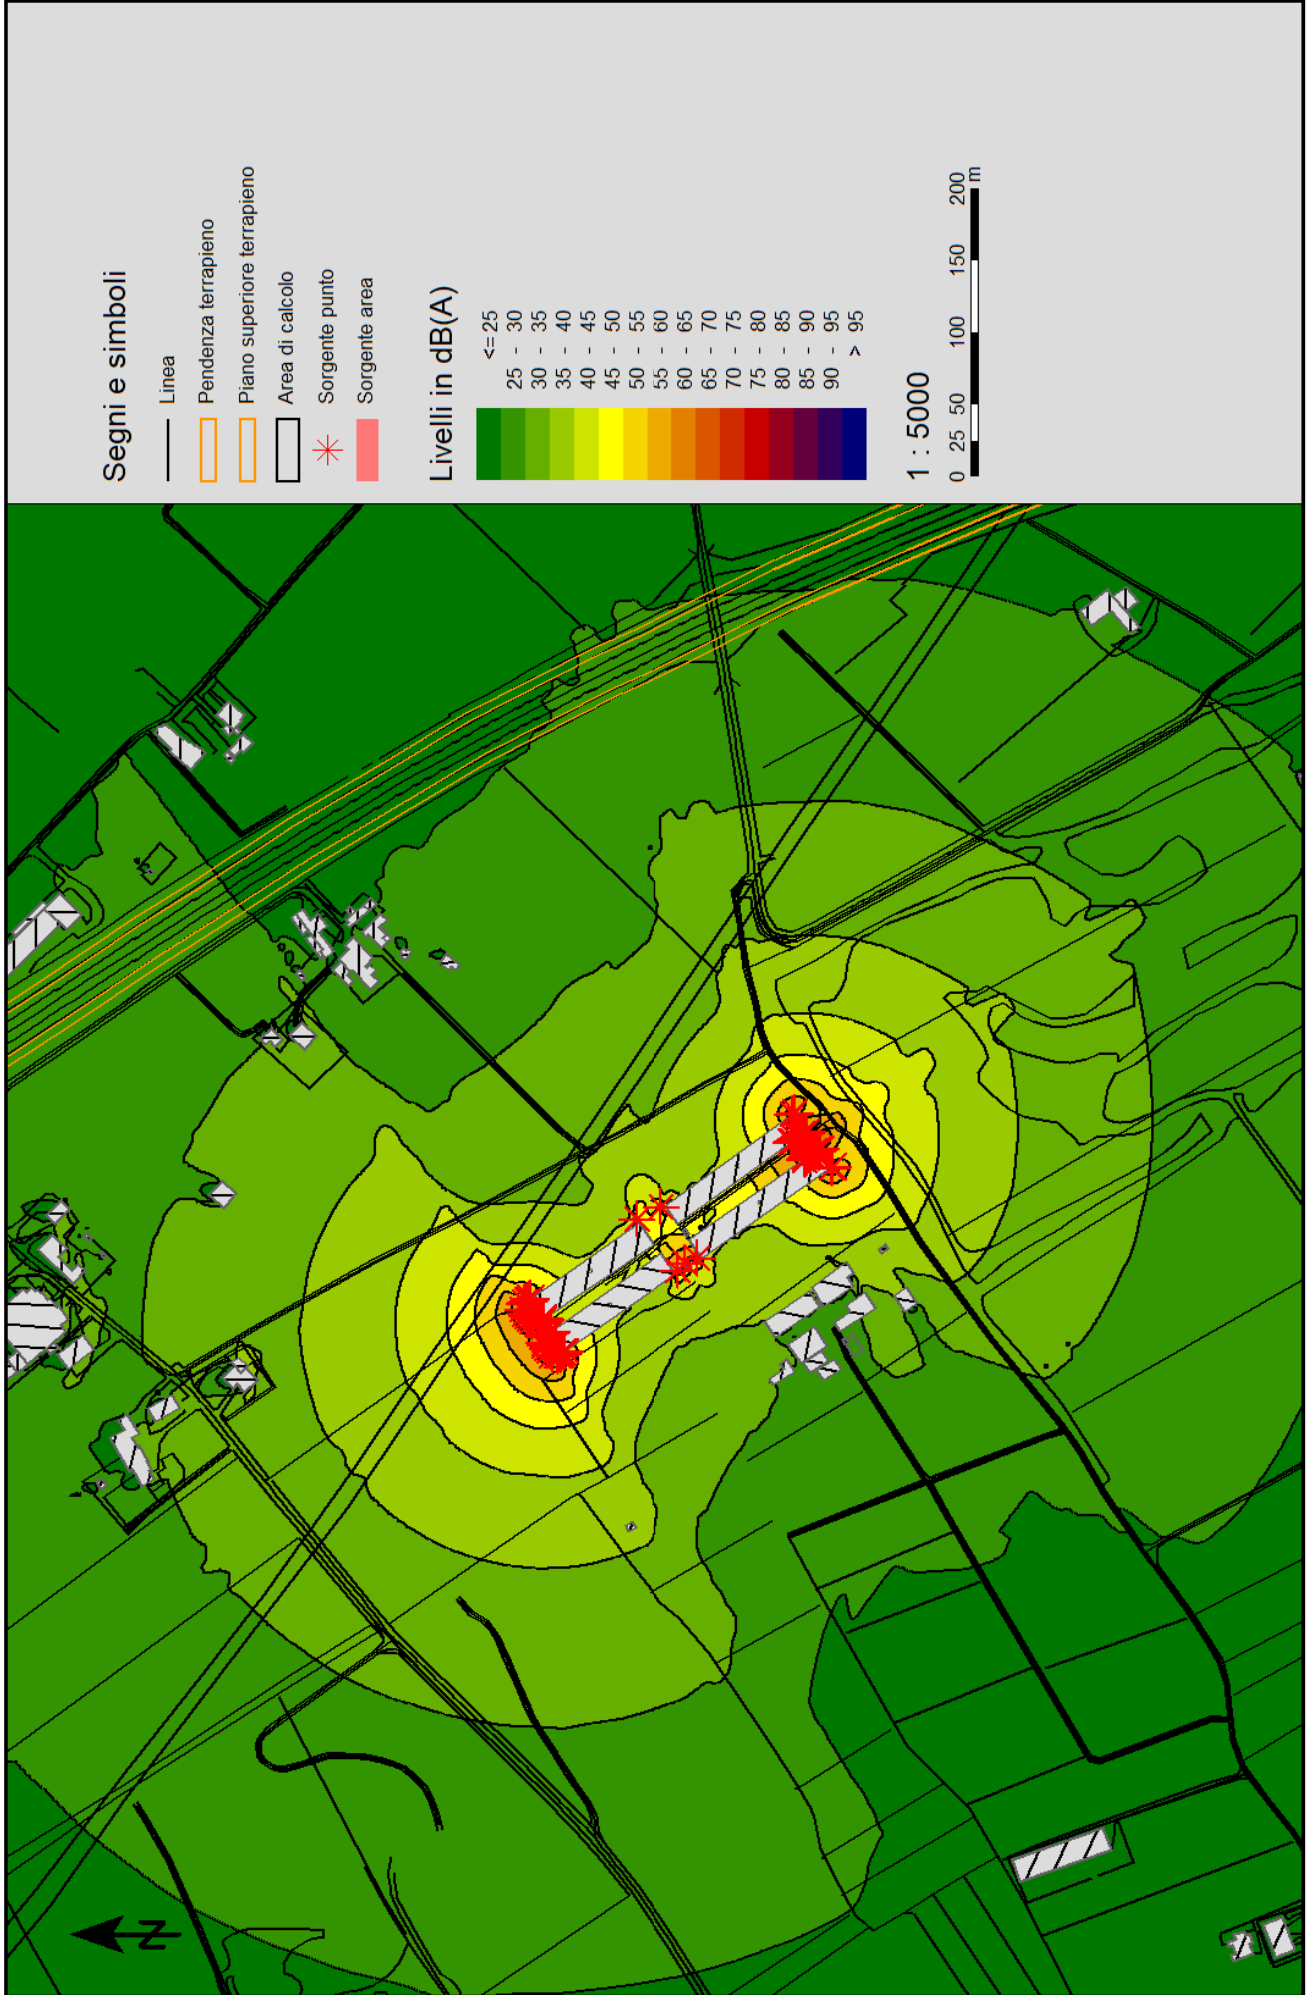 Segni e simboli
Linea
Pendenza terrapieno
Piano superiore terrapieno
Area di calcolo
Sorgente punto
Sorgente area
Livelli in dB(A)
<= 25
25 - 30
30 - 35
35 - 40
40 - 45
45 - 50
50 - 55
55 - 60
60 - 65
65 - 70
70 - 75
75 - 80
80 - 85
85 - 90
90 - 95
> 95
1 : 5000
0 25 50 100 150 200
m
N